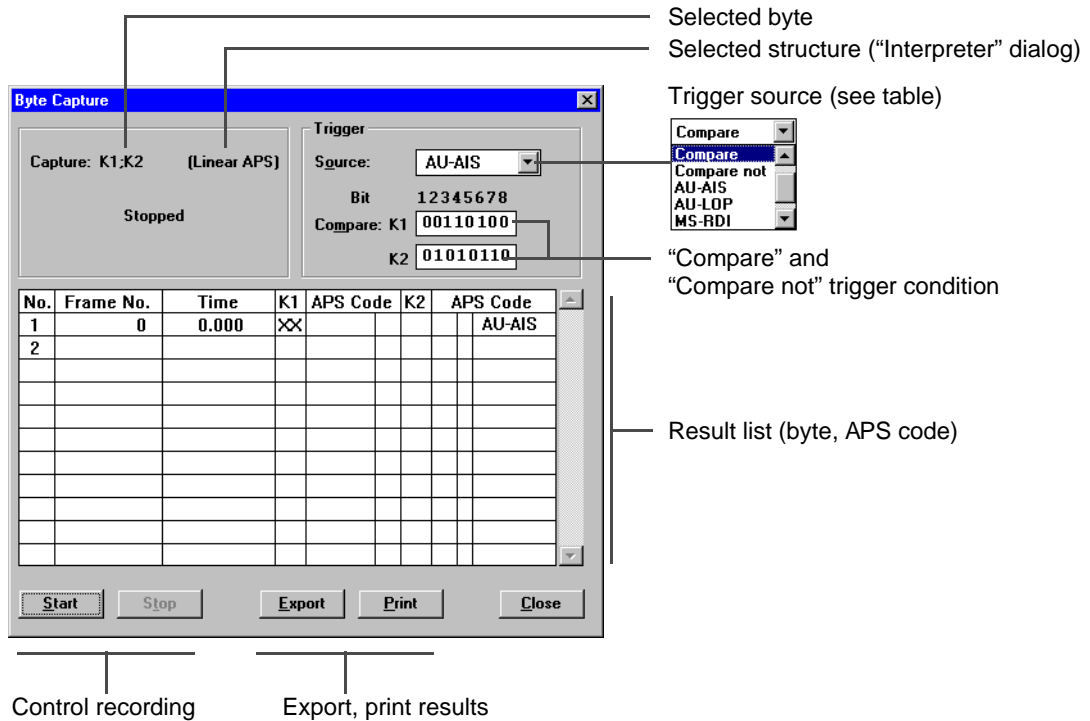 Selected byte
Selected structure (“Interpreter” dialog)
Byte Capture
Trigger source (see table)
Capture: K1;K2 (Linear APS)
Stopped
Trigger
Source: AU-AIS
Bit 12345678
Compare: K1 00110100
K2 01010110
Compare
Compare
Compare not
AU-AIS
AU-LOP
MS-RDI
“Compare” and
“Compare not” trigger condition
No. Frame No. Time K1 APS Code K2 APS Code
1 0 0.000 XX AU-AIS
2
Result list (byte, APS code)
Start Stop Export Print Close
Control recording
Export, print results